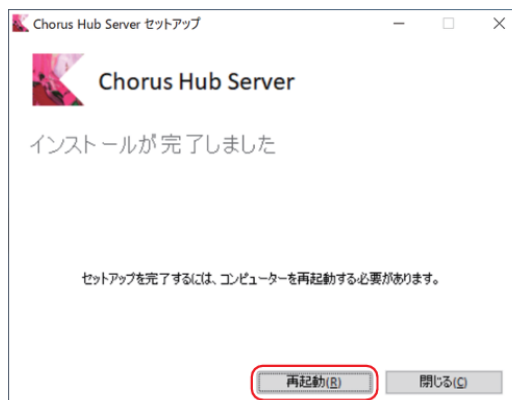 Chorus Hub Server セットアップ
Chorus Hub Server
インストールが完了しました
セットアップを完了するには、コンピューターを再起動する必要があります。
再起動(R)
閉じる(C)